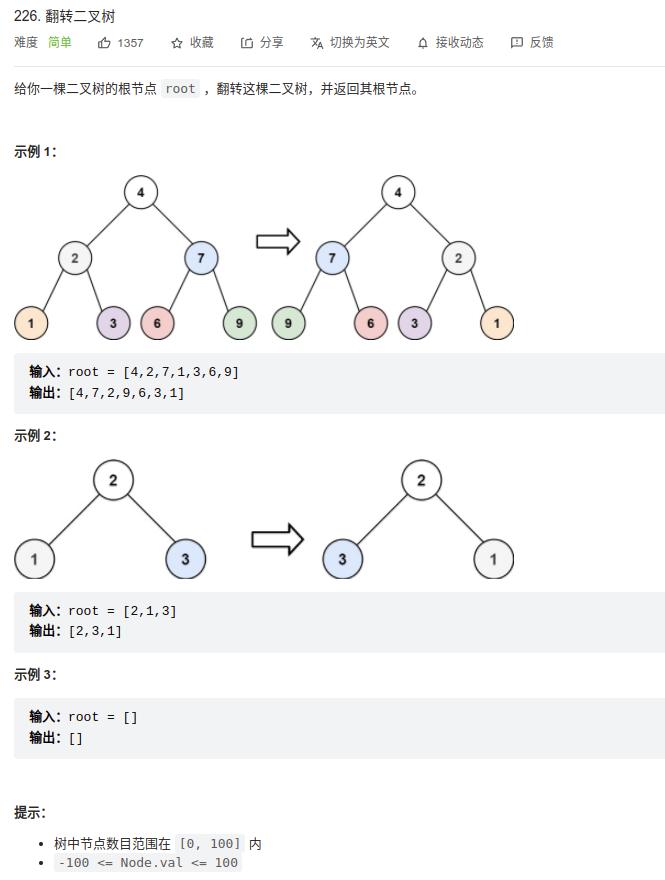 226. 翻转二叉树
难度 简单 1357 收藏 分享 切换为英文 接收动态 反馈
给你一棵二叉树的根节点 root ，翻转这棵二叉树，并返回其根节点。
示例 1：
4 4
2 7 7 2
1 3 6 9 9 6 3 1
输入：root = [4,2,7,1,3,6,9]
输出：[4,7,2,9,6,3,1]
示例 2：
2 2
1 3 3 1
输入：root = [2,1,3]
输出：[2,3,1]
示例 3：
输入：root = []
输出：[]
提示：
树中节点数目范围在 [0, 100] 内
-100 <= Node.val <= 100